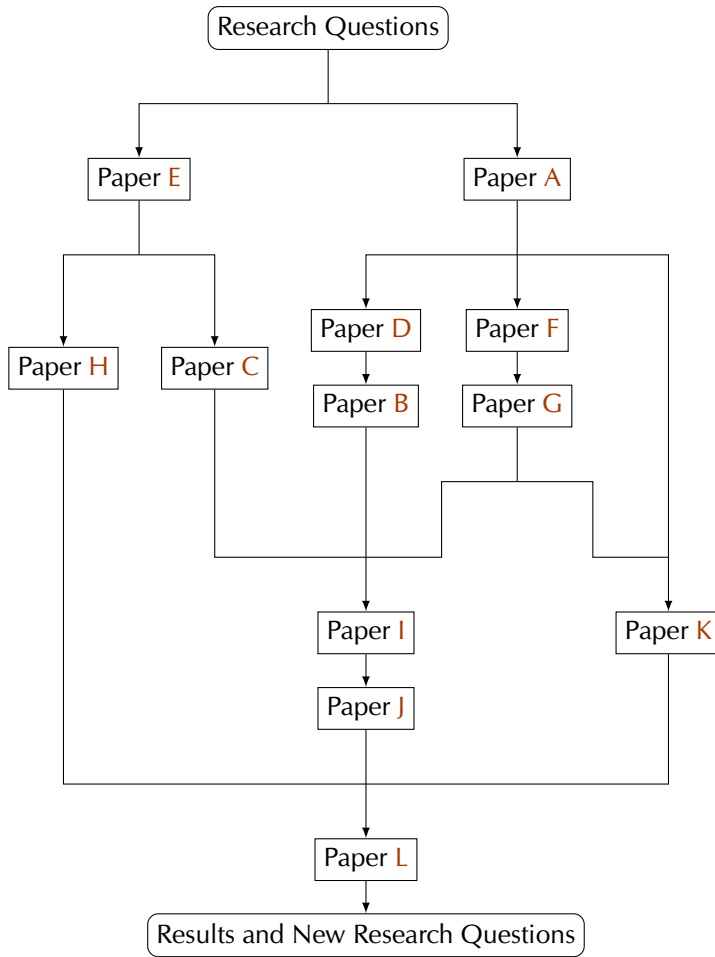 Research Questions
Paper E
Paper A
Paper D
Paper F
Paper H
Paper C
Paper B
Paper G
Paper I
Paper K
Paper J
Paper L
Results and New Research Questions